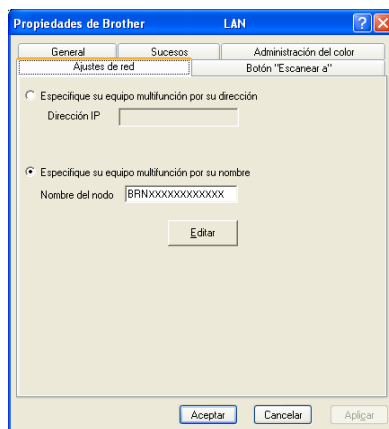 Propiedades de Brother LAN
General Sucesos Administración del color
Ajustes de red Botón "Escanear a"
Especifique su equipo multifunción por su dirección
Dirección IP
Especifique su equipo multifunción por su nombre
Nombre del nodo BRNXXXXXXXXXXXX
Editar
Aceptar Cancelar Aplicar